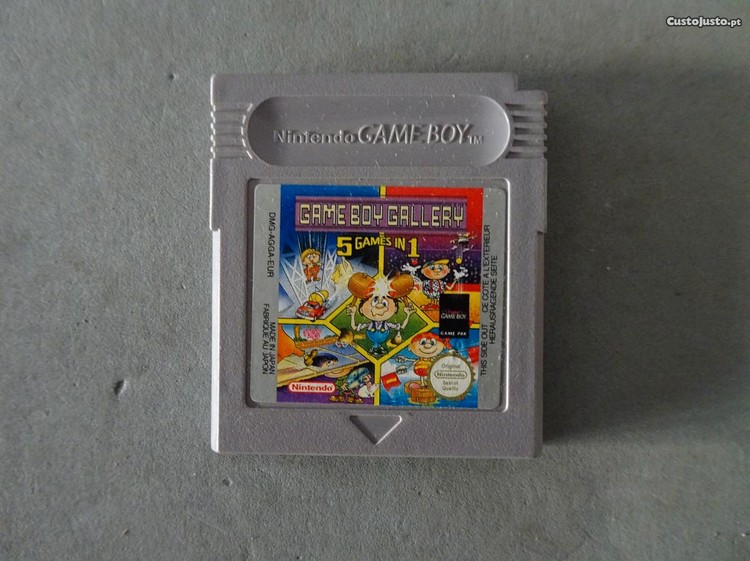 CustoJusto.pt
Nintendo GAME BOY TM
GAME BOY GALLERY
5 GAMES IN 1
DMG-AGGA-EUR
MADE IN JAPAN
FABRIQUE AU JAPON
THIS SIDE OUT CE COTE A L'EXTERIEUR
HERAUSRAGENDE SEITE
GAME BOY
GAME PAK
Nintendo
Original
Nintendo
Seal of
Quality